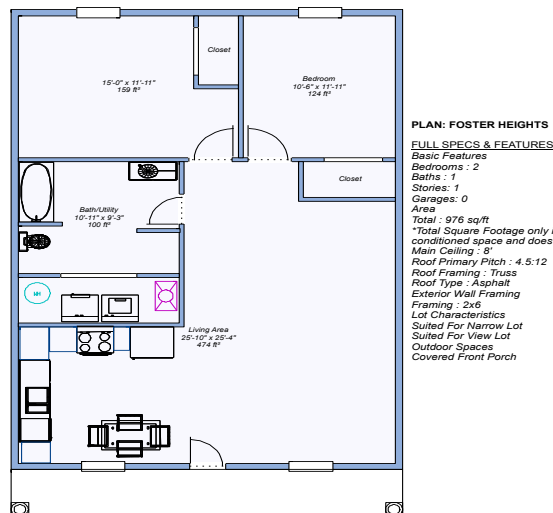 Closet
15'-0" x 11'-11"
159 ft²
Bedroom
10'-6" x 11'-11"
124 ft²
Closet
Bath/Utility
10'-11" x 9'-3"
100 ft²
WH
Living Area
25'-10" x 25'-4"
474 ft²
PLAN: FOSTER HEIGHTS
FULL SPECS & FEATURES
Basic Features
Bedrooms : 2
Baths : 1
Stories: 1
Garages: 0
Area
Total : 976 sq/ft
*Total Square Footage only
conditioned space and does
Main Ceiling : 8'
Roof Primary Pitch : 4.5:12
Roof Framing : Truss
Roof Type : Asphalt
Exterior Wall Framing
Framing : 2x6
Lot Characteristics
Suited For Narrow Lot
Suited For View Lot
Outdoor Spaces
Covered Front Porch